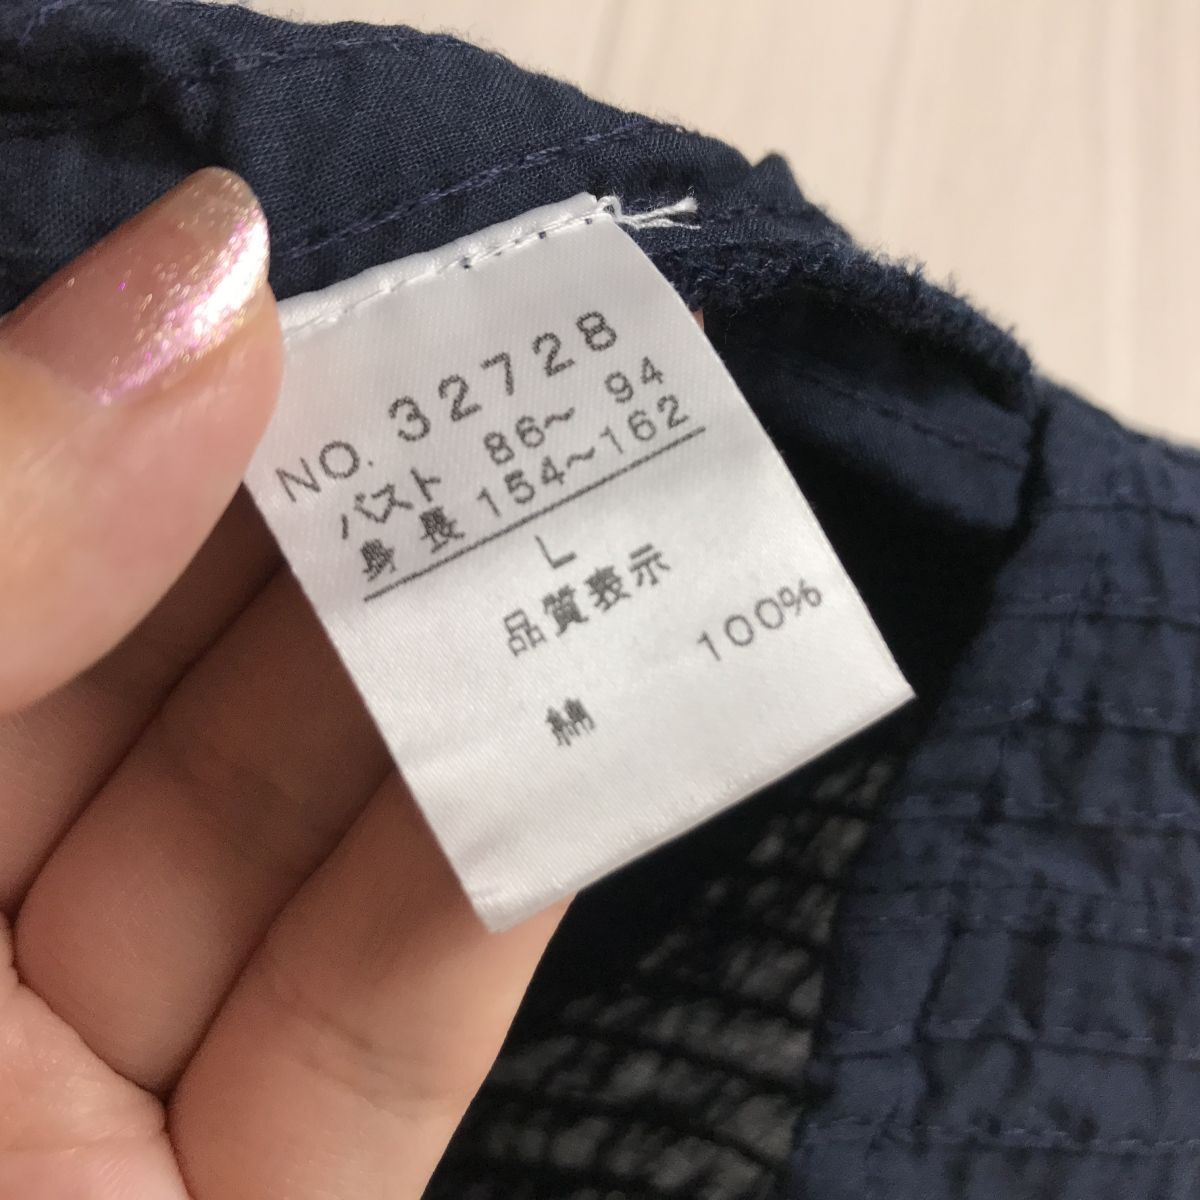 NO. 32728
バスト 86〜 94
身長 154〜162
L
品質表示
綿 100%